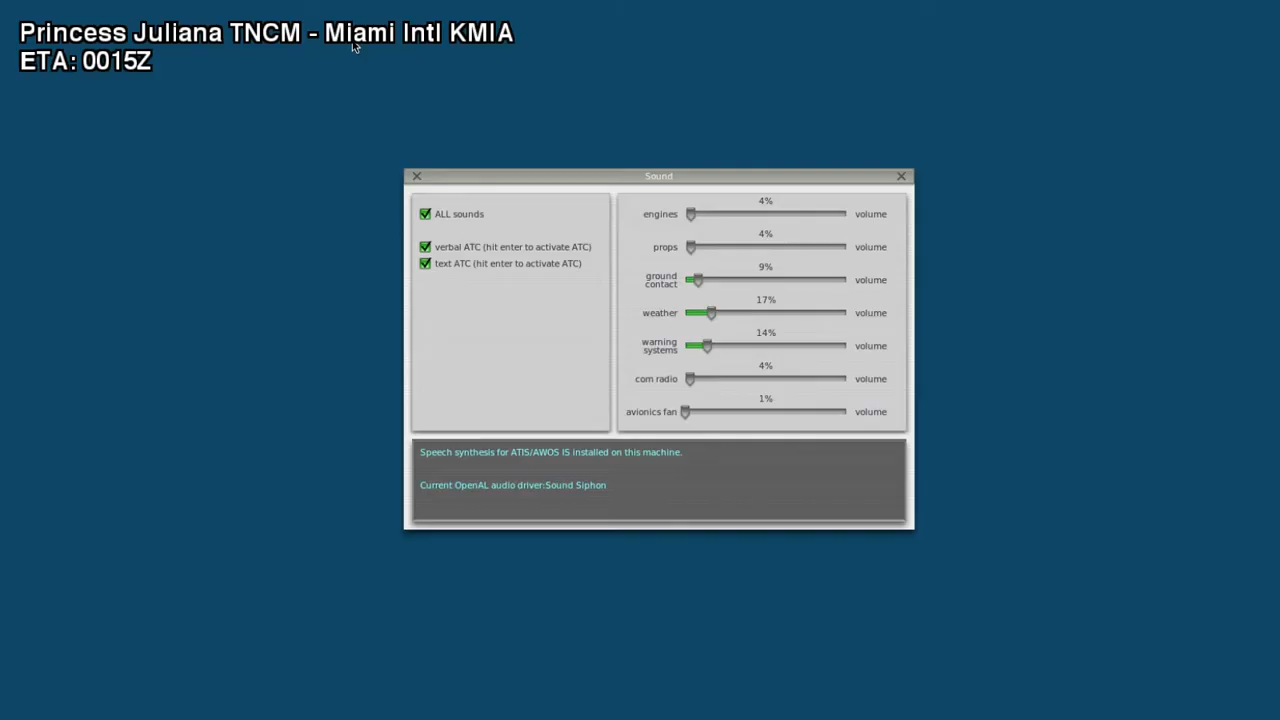 Princess Juliana TNCM - Miami Intl KMIA
ETA: 0015Z
Sound
ALL sounds
verbal ATC (hit enter to activate ATC)
text ATC (hit enter to activate ATC)
4%
engines volume
4%
props volume
9%
ground
contact volume
17%
weather volume
14%
warning
systems volume
4%
com radio volume
1%
avionics fan volume
Speech synthesis for ATIS/AWOS IS installed on this machine.
Current OpenAL audio driver:Sound Siphon